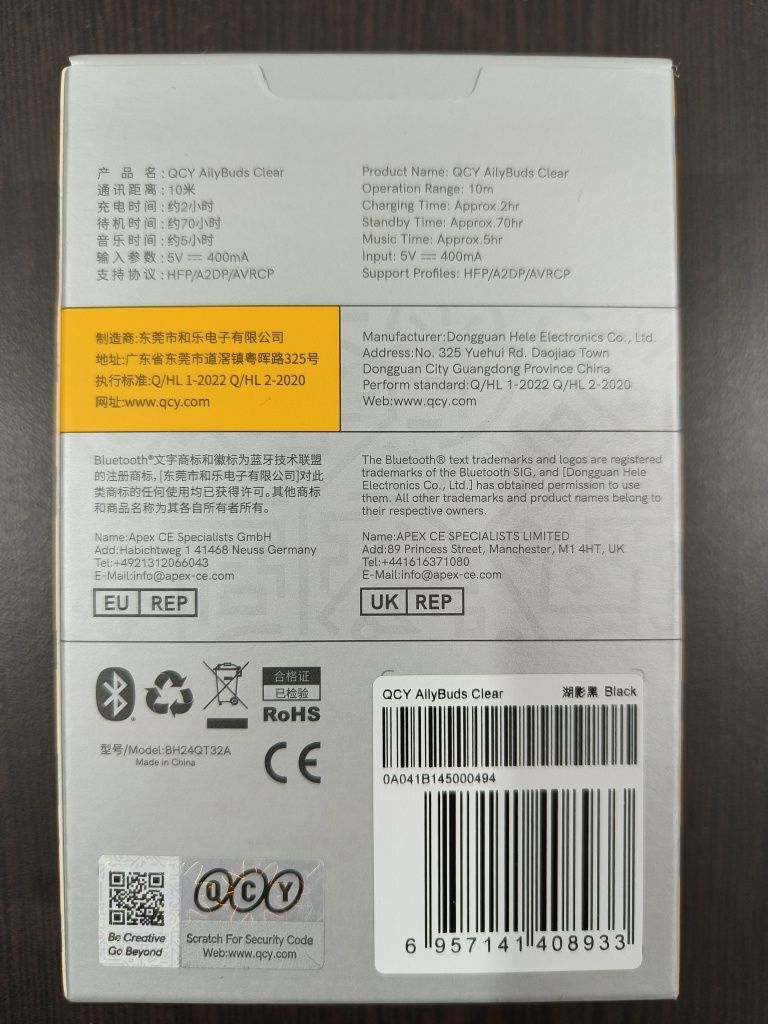 产 品 名：QCY AilyBuds Clear
通讯距离：10米
充电时间：约2小时
待机时间：约70小时
音乐时间：约5小时
输入参数：5V ⎓ 400mA
支持协议：HFP/A2DP/AVRCP
Product Name: QCY AilyBuds Clear
Operation Range: 10m
Charging Time: Approx.2hr
Standby Time: Approx.70hr
Music Time: Approx.5hr
Input: 5V ⎓ 400mA
Support Profiles: HFP/A2DP/AVRCP
制造商:东莞市和乐电子有限公司
地址:广东省东莞市道滘镇粤晖路325号
执行标准:Q/HL 1-2022 Q/HL 2-2020
网址:www.qcy.com
Manufacturer:Dongguan Hele Electronics Co., Ltd.
Address:No. 325 Yuehui Rd. Daojiao Town
Dongguan City Guangdong Province China
Perform standard:Q/HL 1-2022 Q/HL 2-2020
Web:www.qcy.com
Bluetooth®文字商标和徽标为蓝牙技术联盟
的注册商标,[东莞市和乐电子有限公司]对此
类商标的任何使用均已获得许可。其他商标
和商品名称为其各自所有者所有。
The Bluetooth® text trademarks and logos are registered
trademarks of the Bluetooth SIG, and [Dongguan Hele
Electronics Co., Ltd.] has obtained permission to use
them. All other trademarks and product names belong to
their respective owners.
Name:Apex CE Specialists GmbH
Add:Habichtweg 1 41468 Neuss Germany
Tel:+4921312066043
E-Mail:info@apex-ce.com
EU REP
Name:APEX CE SPECIALISTS LIMITED
Add:89 Princess Street, Manchester, M1 4HT, UK
Tel:+441616371080
E-Mail:info@apex-ce.com
UK REP
合格证
已检验
RoHS
型号/Model:BH24QT32A
Made in China
CE
QCY AilyBuds Clear 湖影黑 Black
0A041B145000494
6 957141 408933
Be Creative
Go Beyond
QCY
Scratch For Security Code
Web:www.qcy.com